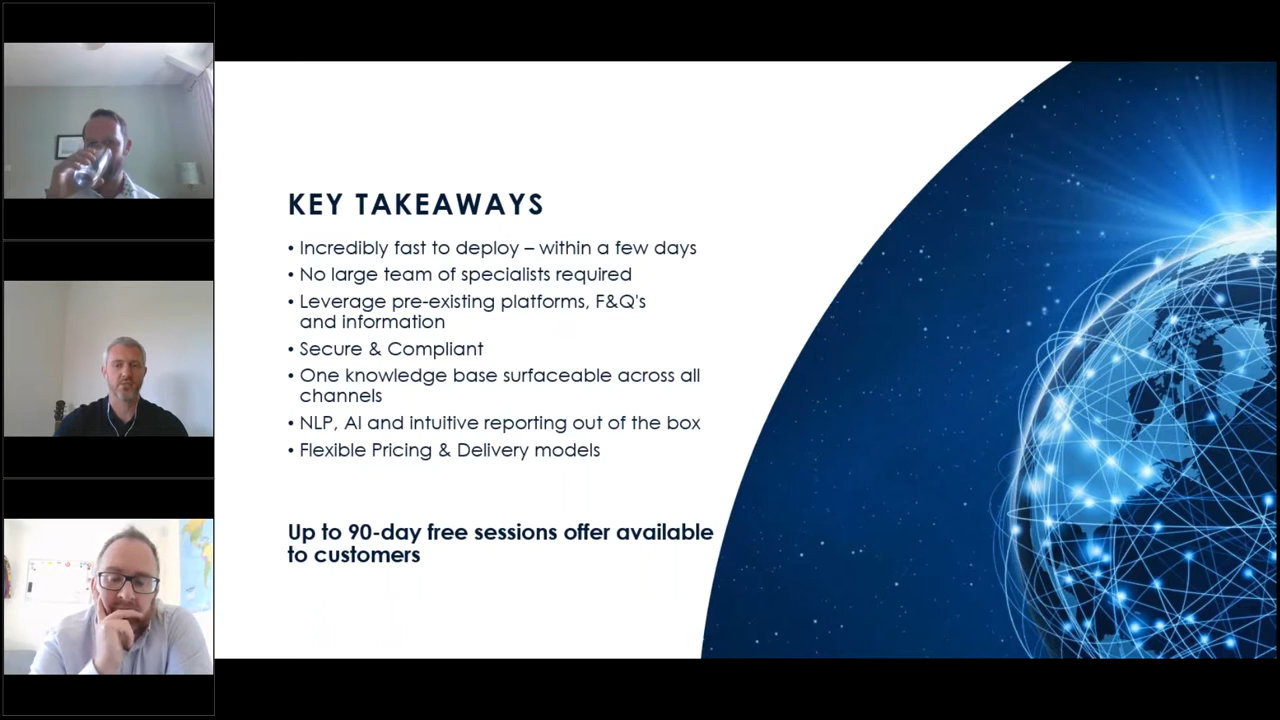 KEY TAKEAWAYS
• Incredibly fast to deploy – within a few days
• No large team of specialists required
• Leverage pre-existing platforms, F&Q's
and information
• Secure & Compliant
• One knowledge base surfaceable across all
channels
• NLP, AI and intuitive reporting out of the box
• Flexible Pricing & Delivery models
Up to 90-day free sessions offer available
to customers